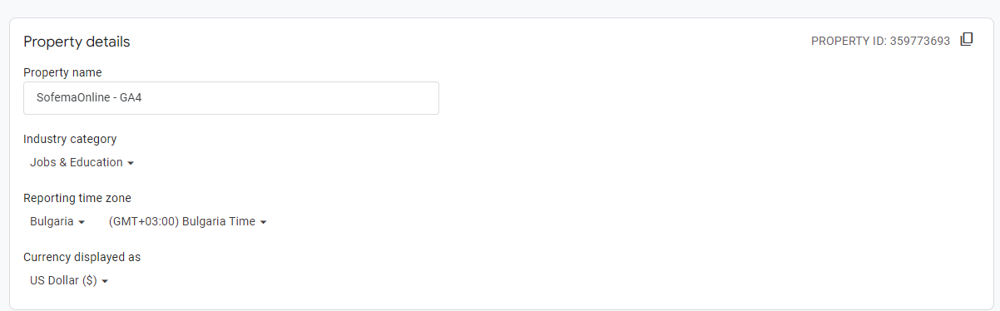 Property details
PROPERTY ID: 359773693
Property name
SofemaOnline - GA4
Industry category
Jobs & Education
Reporting time zone
Bulgaria (GMT+03:00) Bulgaria Time
Currency displayed as
US Dollar ($)